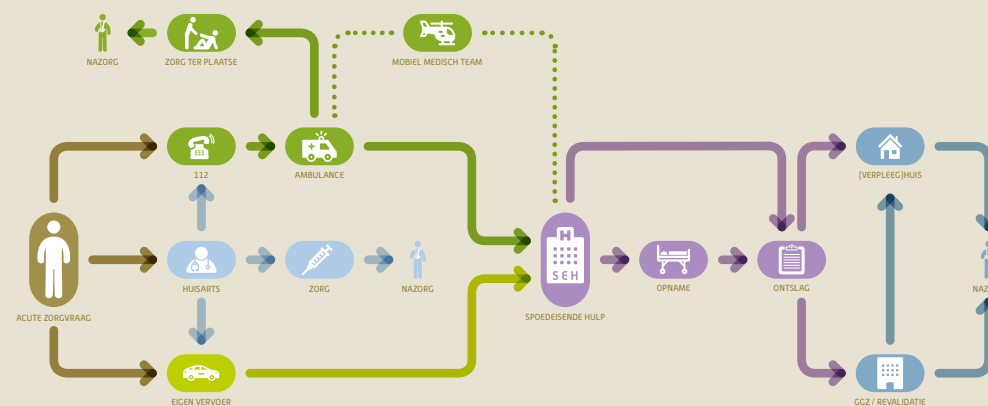 NAZORG
ZORG TER PLAATSE
MOBIEL MEDISCH TEAM
112
AMBULANCE
(VERPLEEG)HUIS
H
SEH
HUISARTS
ZORG
NAZORG
OPNAME
ONTSLAG
NAZ
ACUTE ZORGVRAAG
SPOEDEISENDE HULP
EIGEN VERVOER
GGZ / REVALIDATIE